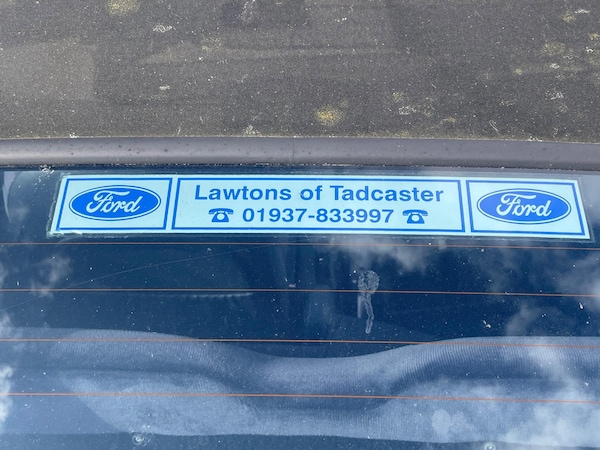 Ford
Lawtons of Tadcaster
☎ 01937-833997 ☎
Ford